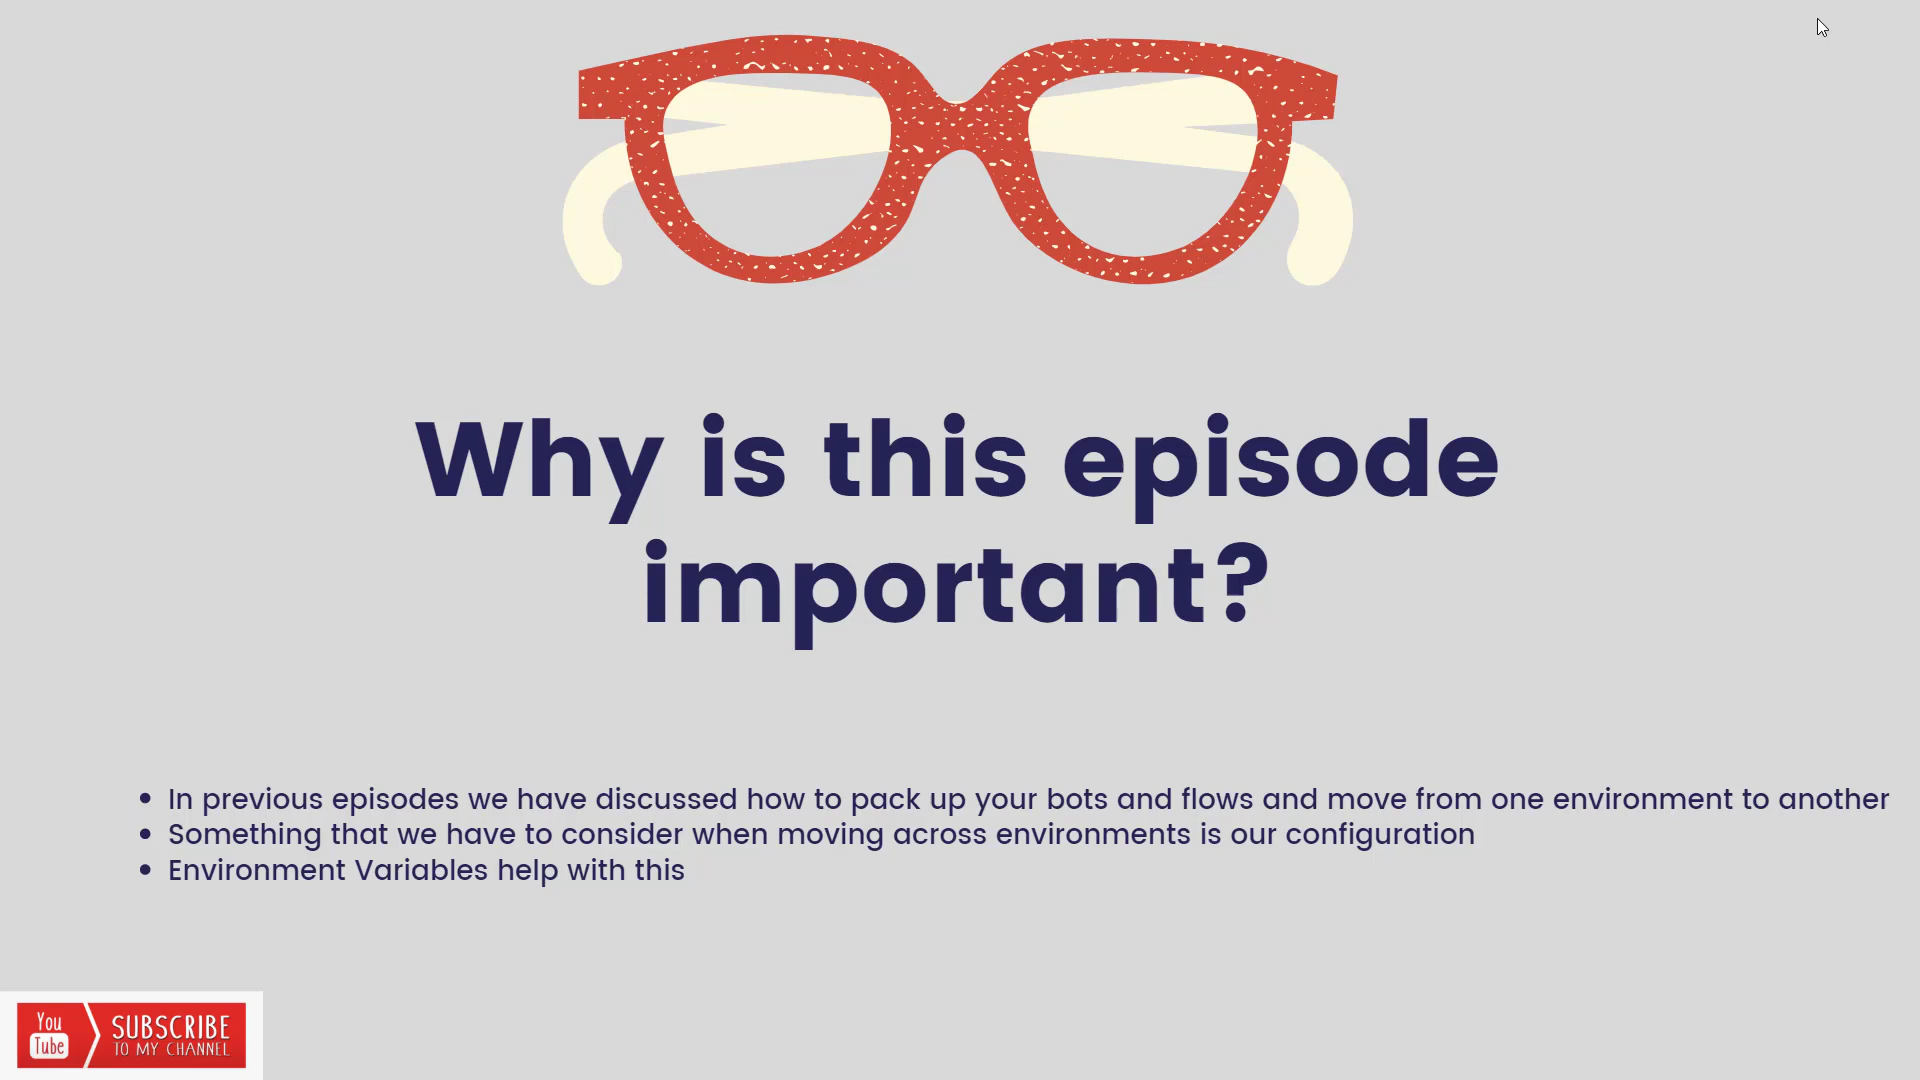 Why is this episode
important?
• In previous episodes we have discussed how to pack up your bots and flows and move from one environment to another
• Something that we have to consider when moving across environments is our configuration
• Environment Variables help with this
You
Tube
SUBSCRIBE
TO MY CHANNEL